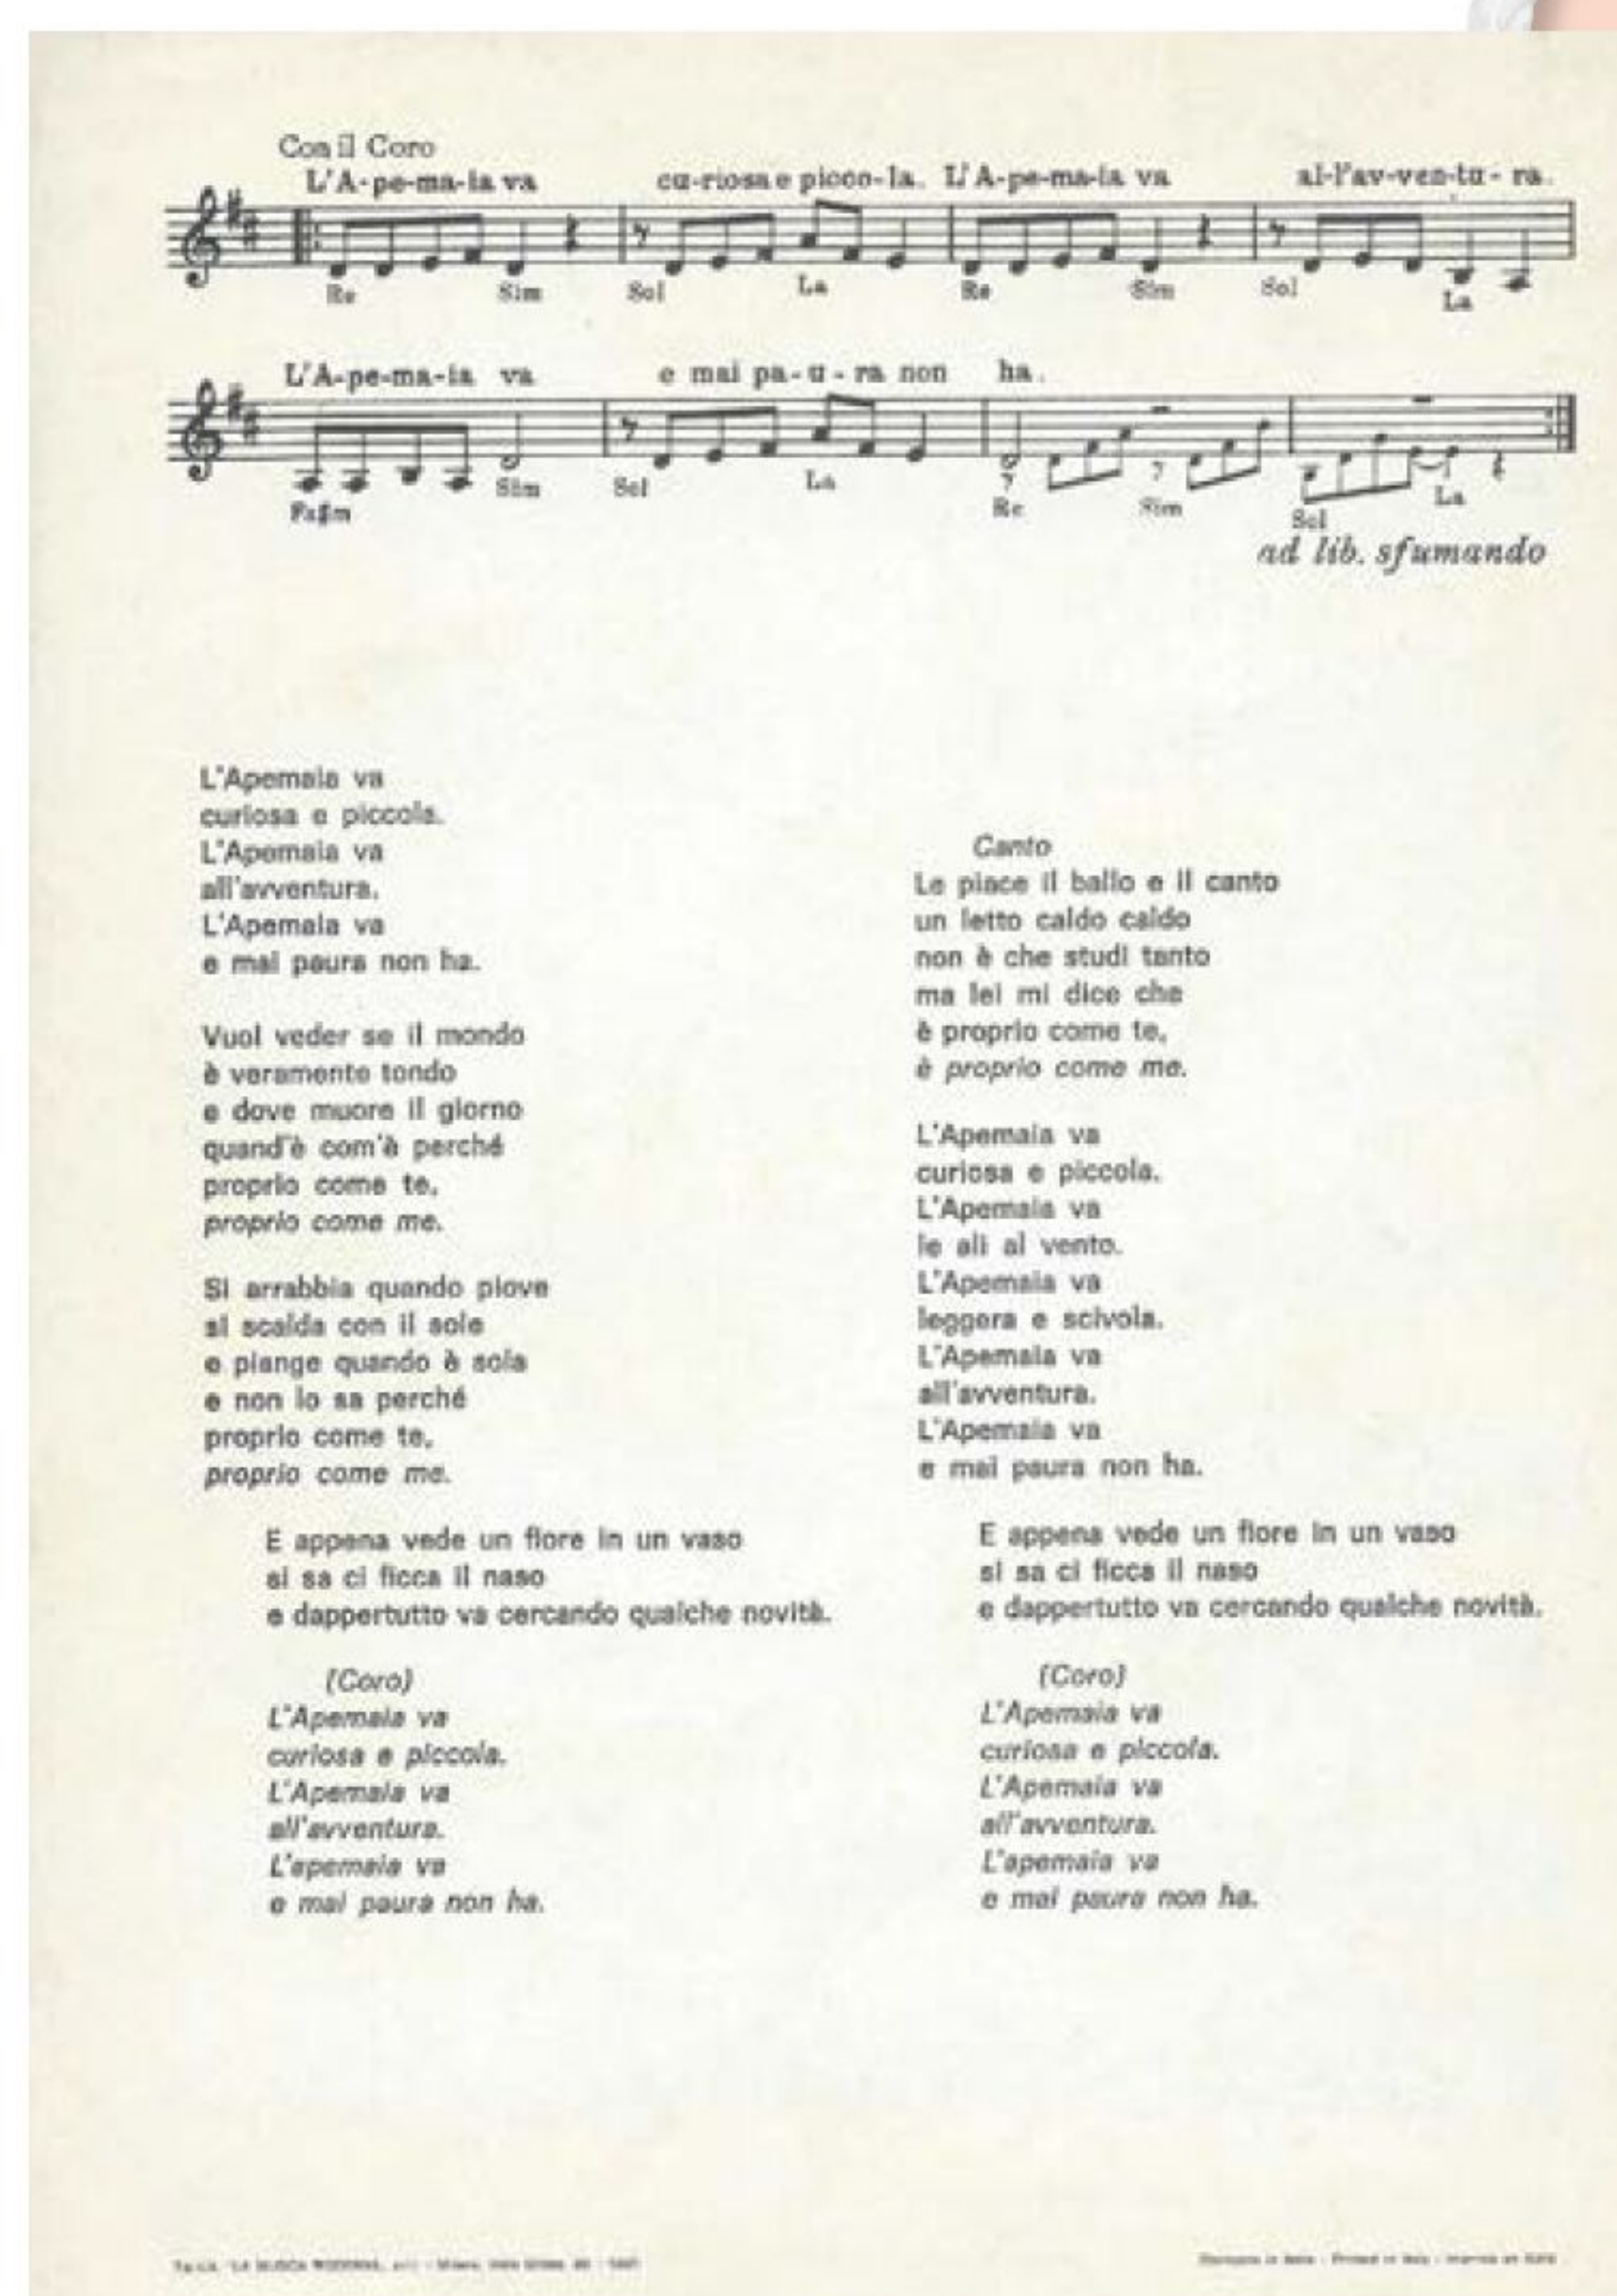 Con il Coro
L'A-pe-ma-ia va cu-riosa e picco-la. L'A-pe-ma-ia va al-l'av-ven-tu-ra.
Re Sim Sol La Re Sim Sol La
L'A-pe-ma-ia va e mai pa-u-ra non ha.
Fa#m Sim Sol La Re Sim Sol La
ad lib. sfumando
L'Apemaia va
curiosa e piccola.
L'Apemaia va
all'avventura.
L'Apemaia va
e mai paura non ha.
Vuol veder se il mondo
è veramente tondo
e dove muore il giorno
quand'è com'è perché
proprio come te,
proprio come me.
Si arrabbia quando piove
si scalda con il sole
e piange quando è sola
e non lo sa perché
proprio come te,
proprio come me.
E appena vede un fiore in un vaso
si sa ci ficca il naso
e dappertutto va cercando qualche novità.
(Coro)
L'Apemaia va
curiosa e piccola.
L'Apemaia va
all'avventura.
L'apemaia va
e mai paura non ha.
Canto
Le piace il ballo e il canto
un letto caldo caldo
non è che studi tanto
ma lei mi dice che
è proprio come te,
è proprio come me.
L'Apemaia va
curiosa e piccola.
L'Apemaia va
le ali al vento.
L'Apemaia va
leggera e scivola.
L'Apemaia va
all'avventura.
L'Apemaia va
e mai paura non ha.
E appena vede un fiore in un vaso
si sa ci ficca il naso
e dappertutto va cercando qualche novità.
(Coro)
L'Apemaia va
curiosa e piccola.
L'Apemaia va
all'avventura.
L'apemaia va
e mai paura non ha.
"LA MUSICA MODERNA
Printed in Italy